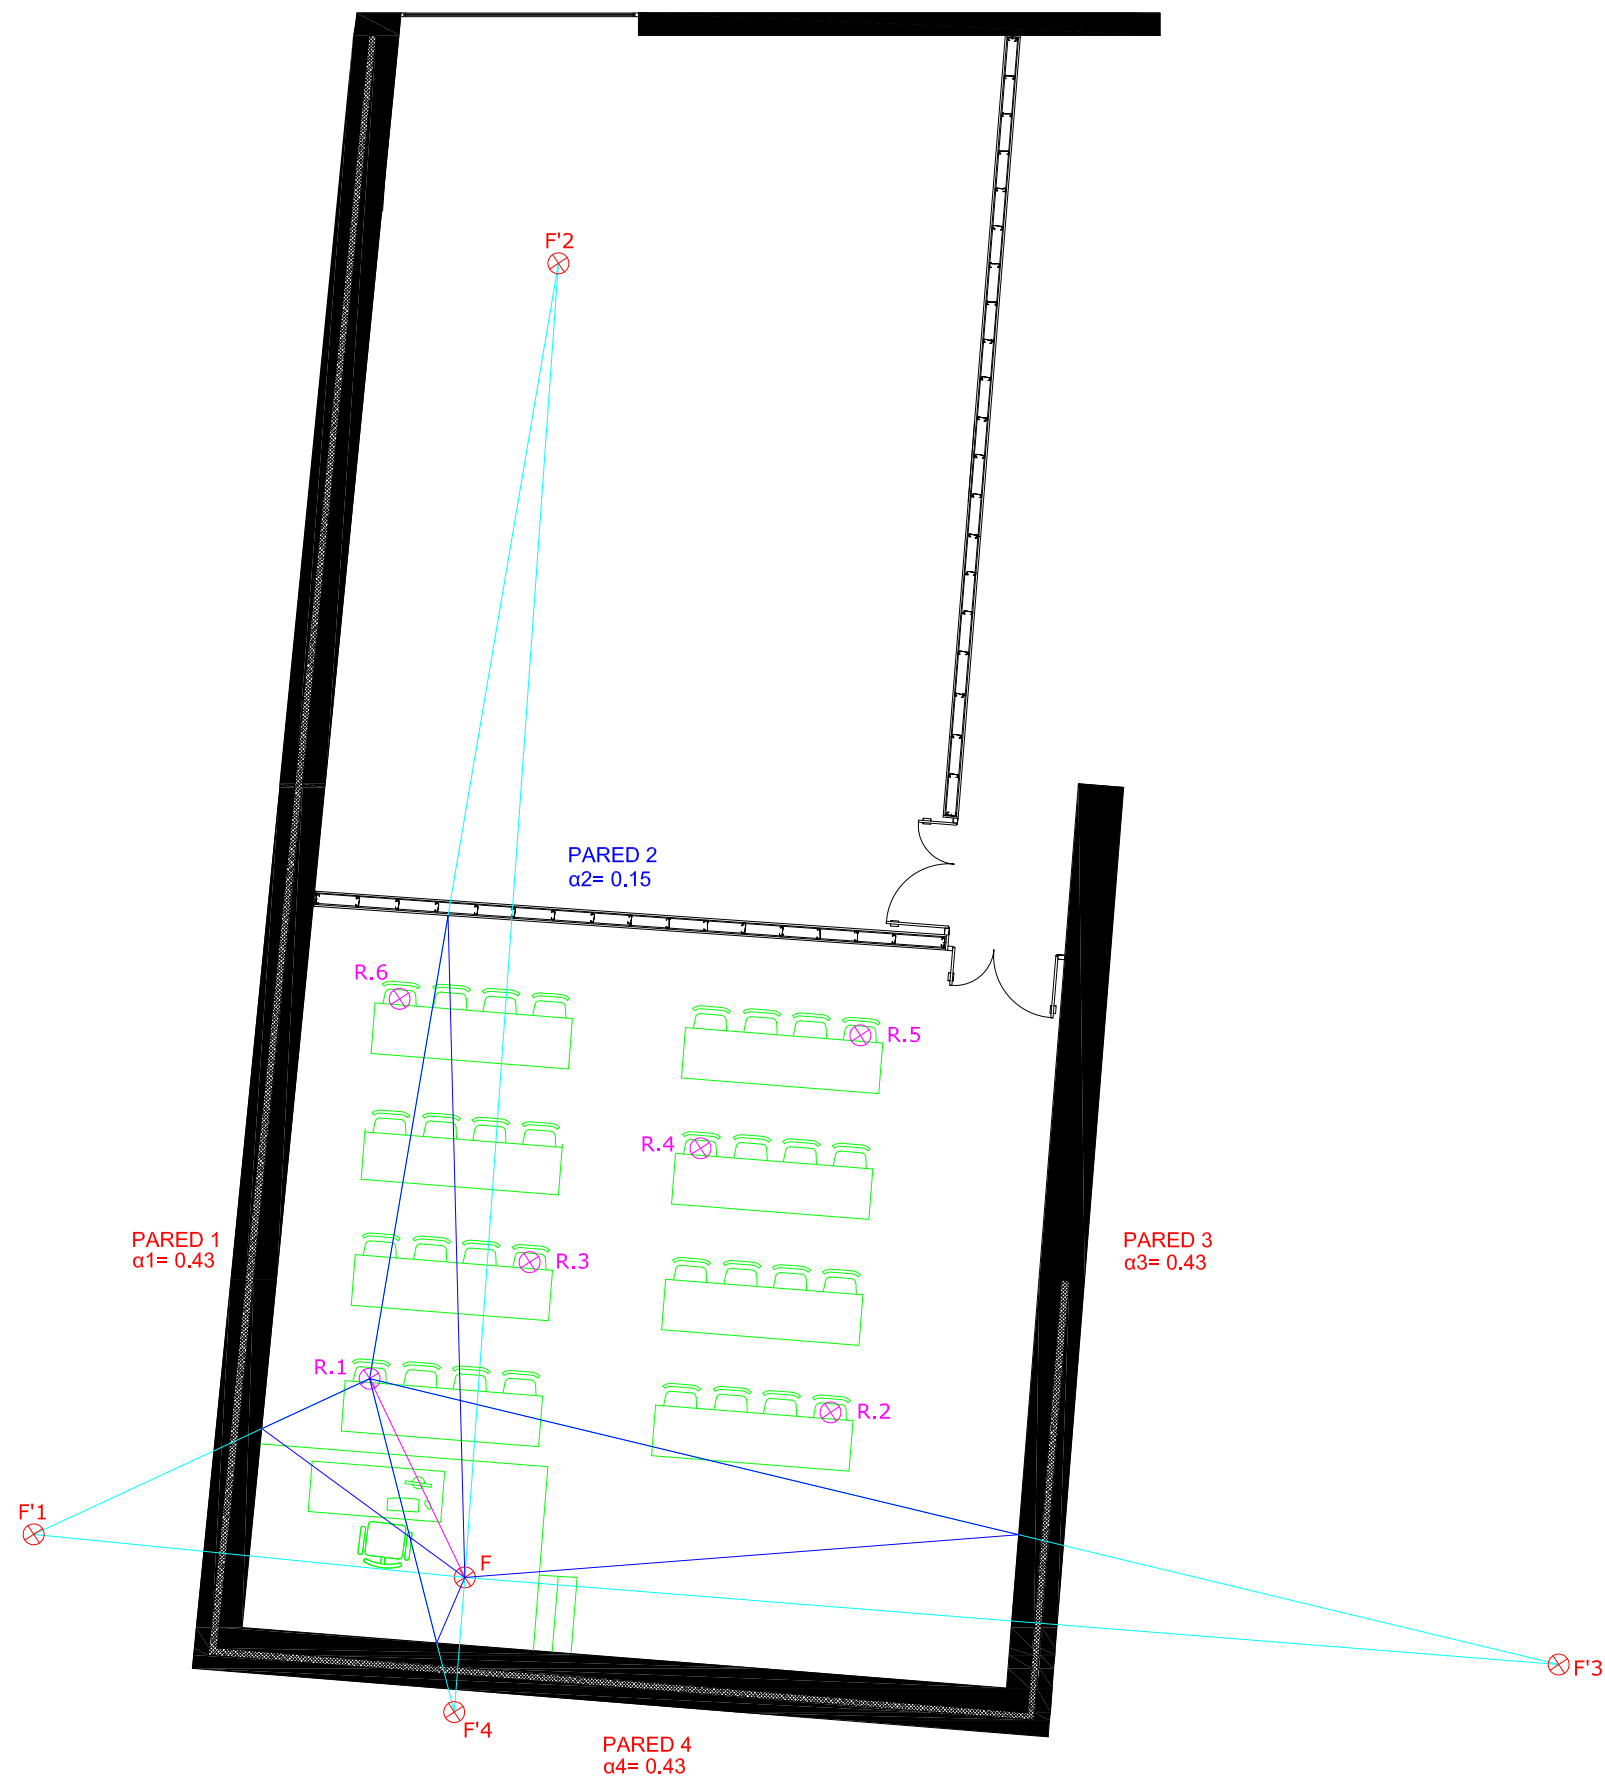 F'2
PARED 2
α2= 0.15
R.6
R.5
R.4
PARED 1
α1= 0.43
PARED 3
α3= 0.43
R.3
R.1
R.2
F'1
F
F'3
F'4
PARED 4
α4= 0.43